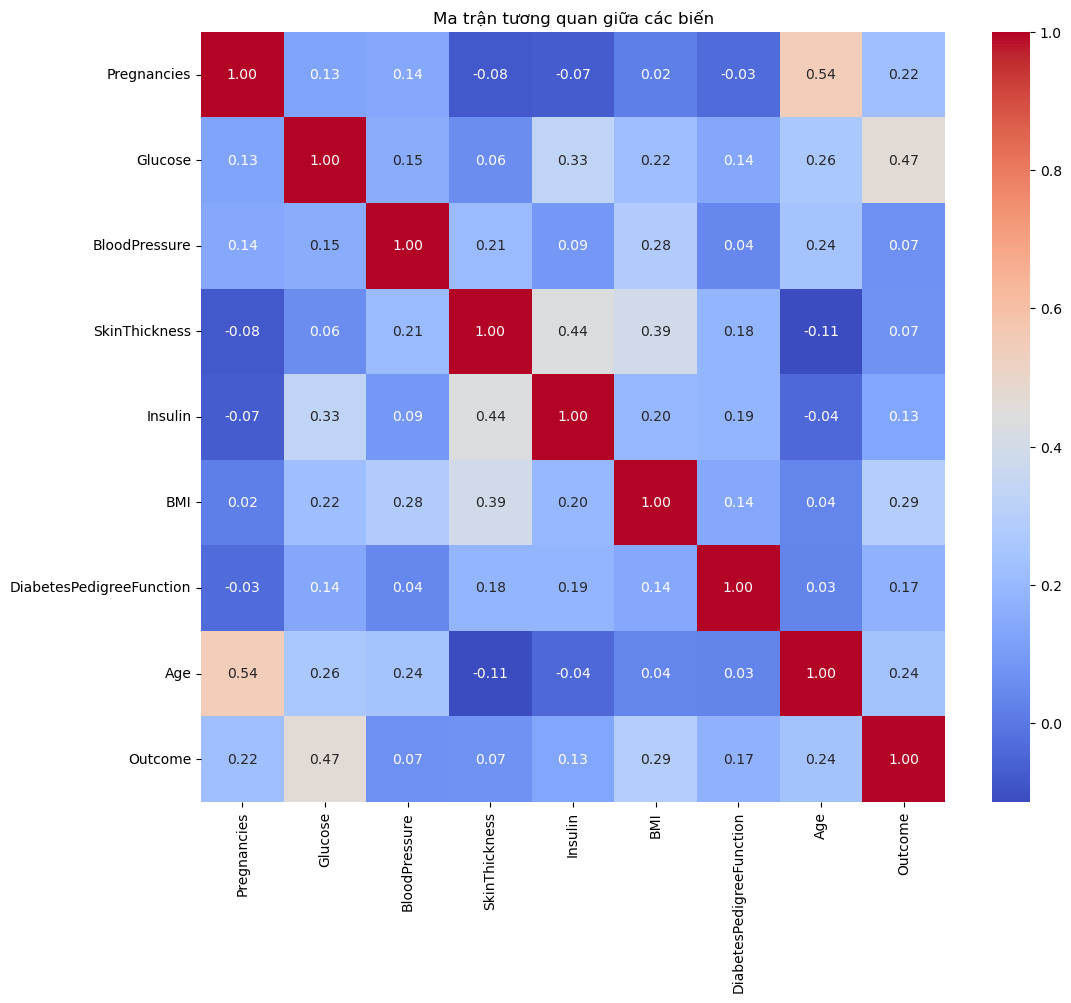 Ma trận tương quan giữa các biến
Pregnancies 1.00 0.13 0.14 -0.08 -0.07 0.02 -0.03 0.54 0.22
Glucose 0.13 1.00 0.15 0.06 0.33 0.22 0.14 0.26 0.47
BloodPressure 0.14 0.15 1.00 0.21 0.09 0.28 0.04 0.24 0.07
SkinThickness -0.08 0.06 0.21 1.00 0.44 0.39 0.18 -0.11 0.07
Insulin -0.07 0.33 0.09 0.44 1.00 0.20 0.19 -0.04 0.13
BMI 0.02 0.22 0.28 0.39 0.20 1.00 0.14 0.04 0.29
DiabetesPedigreeFunction -0.03 0.14 0.04 0.18 0.19 0.14 1.00 0.03 0.17
Age 0.54 0.26 0.24 -0.11 -0.04 0.04 0.03 1.00 0.24
Outcome 0.22 0.47 0.07 0.07 0.13 0.29 0.17 0.24 1.00
Pregnancies
Glucose
BloodPressure
SkinThickness
Insulin
BMI
DiabetesPedigreeFunction
Age
Outcome
1.0
0.8
0.6
0.4
0.2
0.0